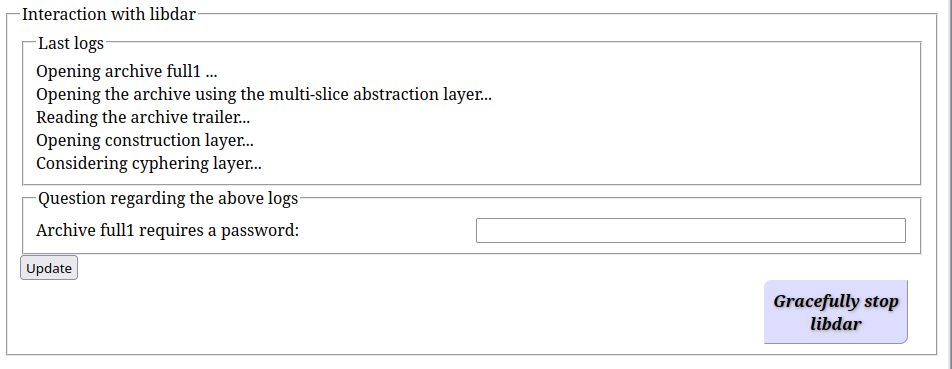 Interaction with libdar
Last logs
Opening archive full1 ...
Opening the archive using the multi-slice abstraction layer...
Reading the archive trailer...
Opening construction layer...
Considering cyphering layer...
Question regarding the above logs
Archive full1 requires a password:
Update
Gracefully stop
libdar